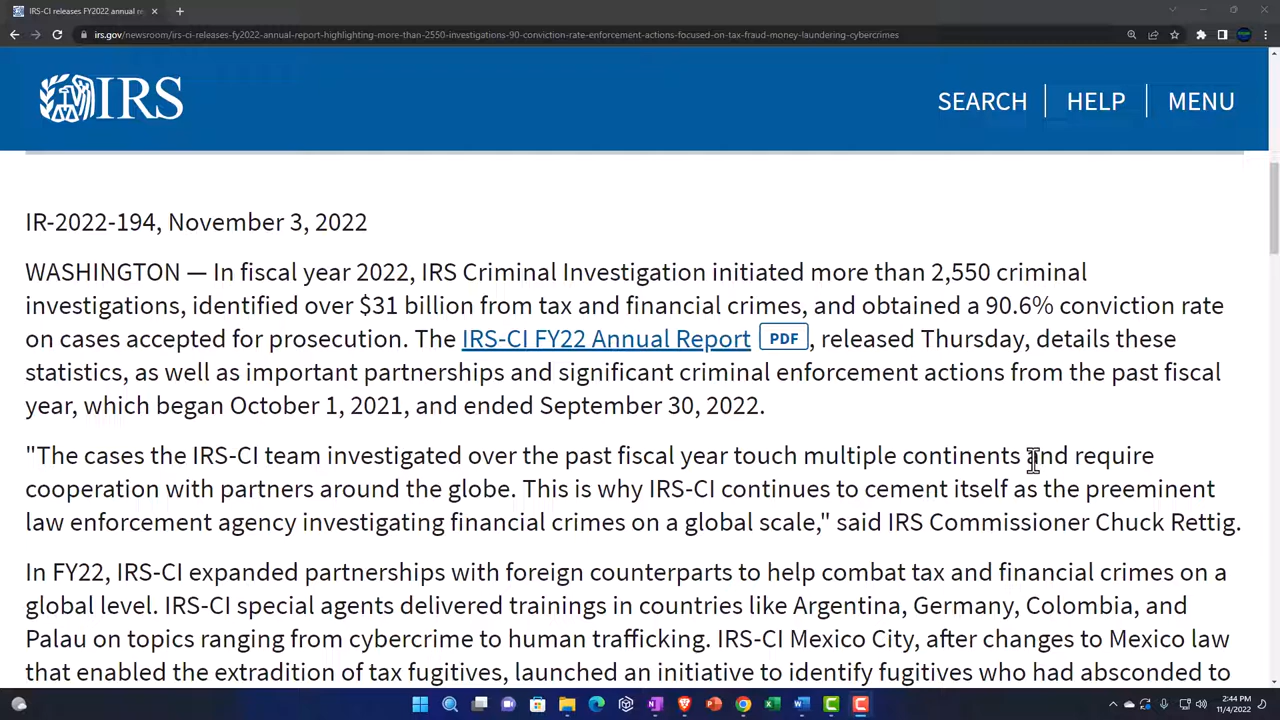 IRS-CI releases FY2022 annual re
irs.gov/newsroom/irs-ci-releases-fy2022-annual-report-highlighting-more-than-2550-investigations-90-conviction-rate-enforcement-actions-focused-on-tax-fraud-money-laundering-cybercrimes
IRS
SEARCH HELP MENU
IR-2022-194, November 3, 2022
WASHINGTON — In fiscal year 2022, IRS Criminal Investigation initiated more than 2,550 criminal
investigations, identified over $31 billion from tax and financial crimes, and obtained a 90.6% conviction rate
on cases accepted for prosecution. The IRS-CI FY22 Annual Report PDF, released Thursday, details these
statistics, as well as important partnerships and significant criminal enforcement actions from the past fiscal
year, which began October 1, 2021, and ended September 30, 2022.
"The cases the IRS-CI team investigated over the past fiscal year touch multiple continents and require
cooperation with partners around the globe. This is why IRS-CI continues to cement itself as the preeminent
law enforcement agency investigating financial crimes on a global scale," said IRS Commissioner Chuck Rettig.
In FY22, IRS-CI expanded partnerships with foreign counterparts to help combat tax and financial crimes on a
global level. IRS-CI special agents delivered trainings in countries like Argentina, Germany, Colombia, and
Palau on topics ranging from cybercrime to human trafficking. IRS-CI Mexico City, after changes to Mexico law
that enabled the extradition of tax fugitives, launched an initiative to identify fugitives who had absconded to
2:44 PM
11/4/2022